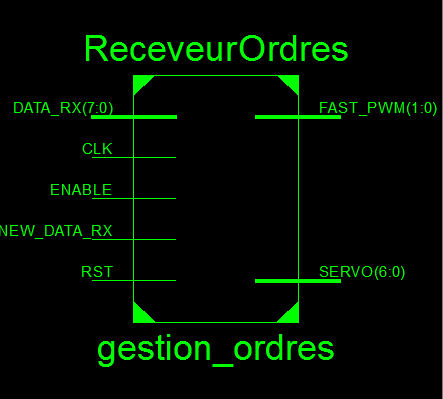 ReceveurOrdres
DATA_RX(7:0) FAST_PWM(1:0)
CLK
ENABLE
NEW_DATA_RX
RST SERVO(6:0)
gestion_ordres